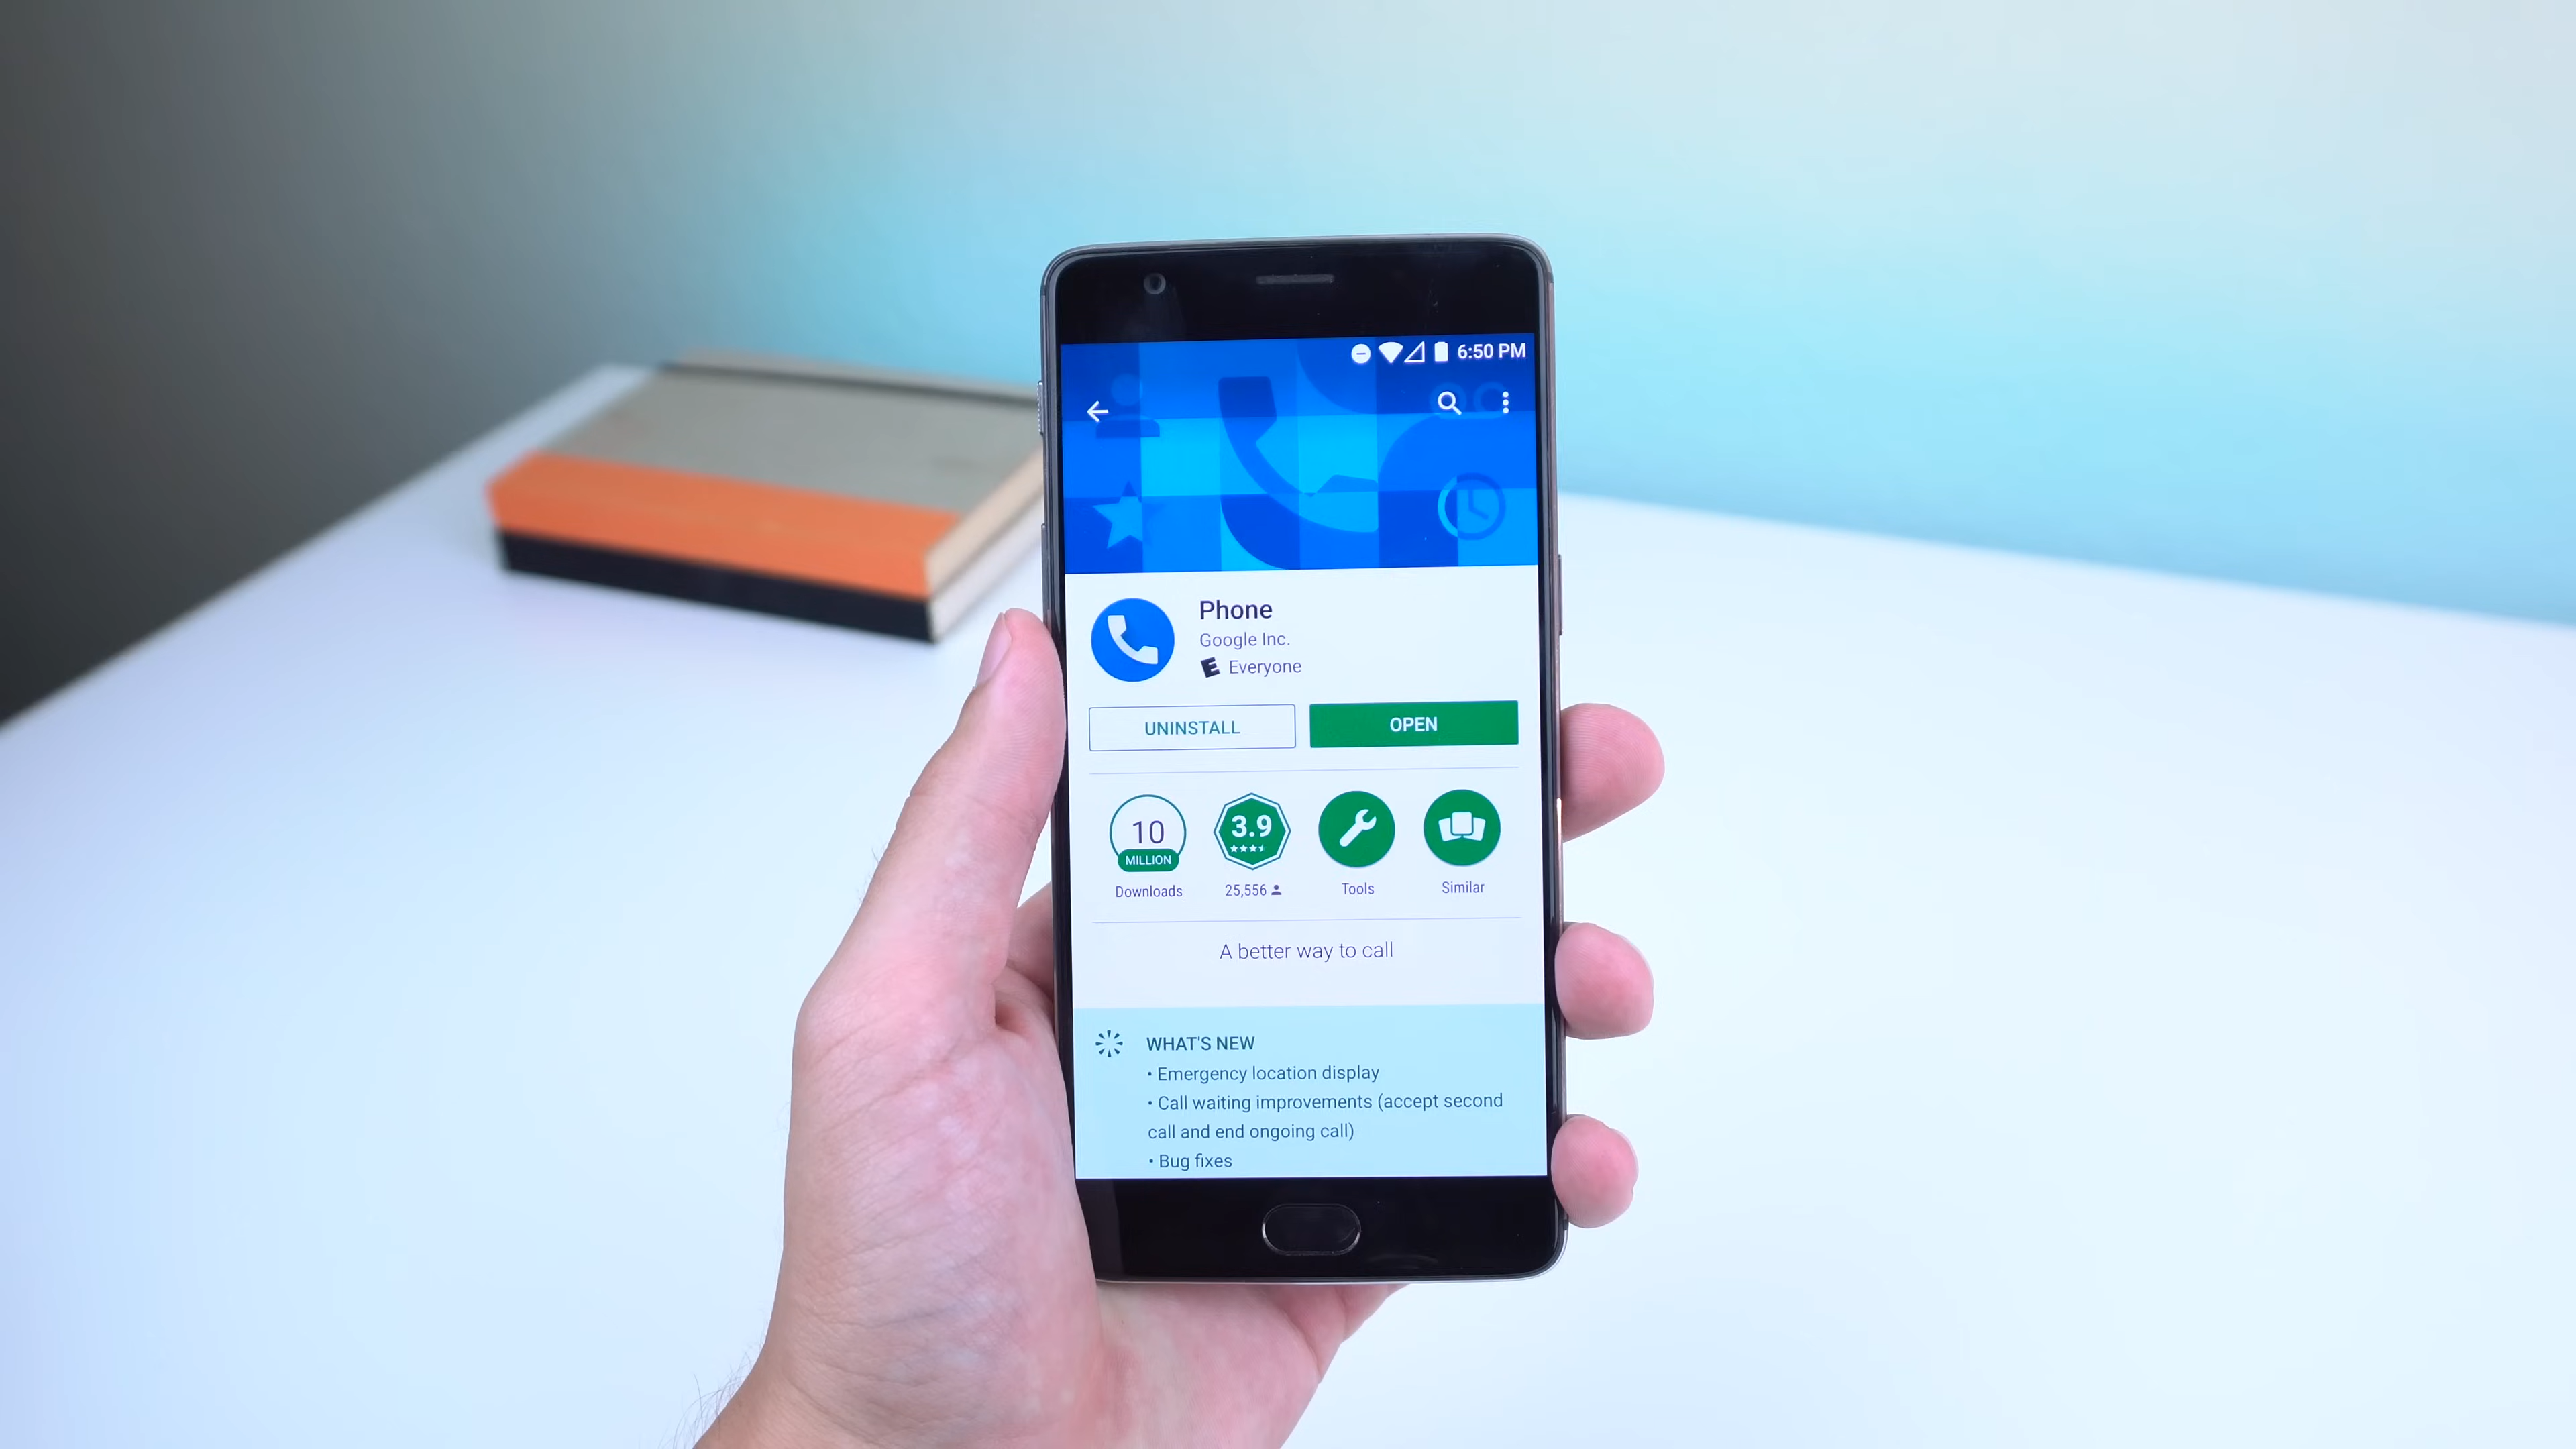 6:50 PM
Phone
Google Inc.
E Everyone
UNINSTALL
OPEN
10
MILLION
Downloads
3.9
25,556
Tools
Similar
A better way to call
WHAT'S NEW
• Emergency location display
• Call waiting improvements (accept second
call and end ongoing call)
• Bug fixes